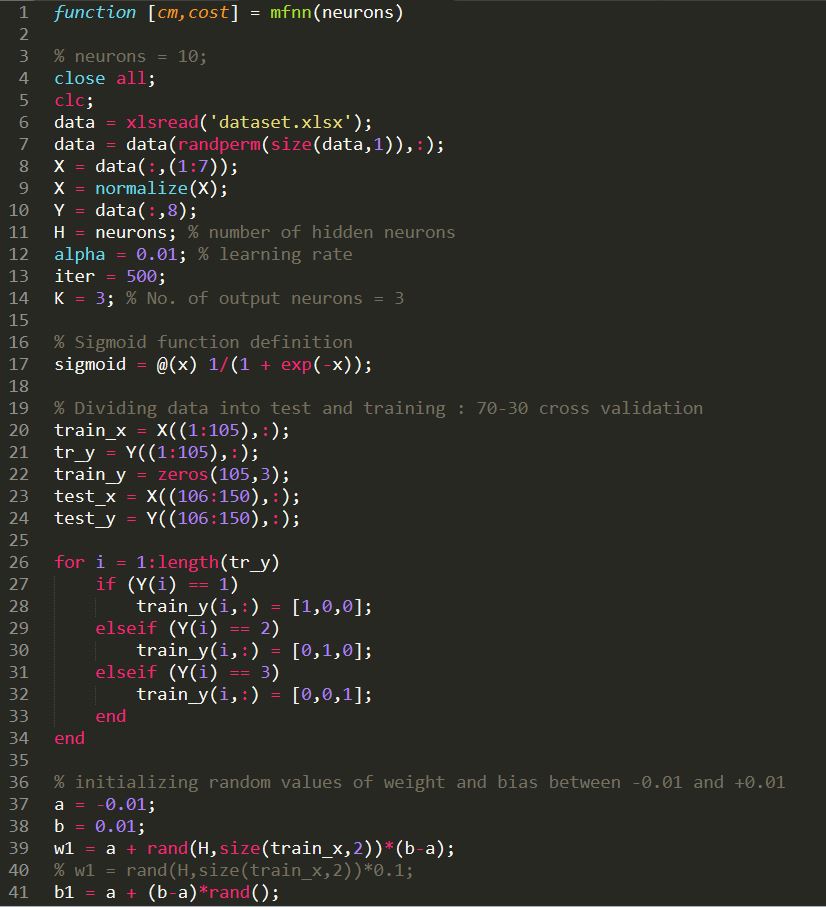 1 function [cm,cost] = mfnn(neurons)
2
3 % neurons = 10;
4 close all;
5 clc;
6 data = xlsread('dataset.xlsx');
7 data = data(randperm(size(data,1)),:);
8 X = data(:,(1:7));
9 X = normalize(X);
10 Y = data(:,8);
11 H = neurons; % number of hidden neurons
12 alpha = 0.01; % learning rate
13 iter = 500;
14 K = 3; % No. of output neurons = 3
15
16 % Sigmoid function definition
17 sigmoid = @(x) 1/(1 + exp(-x));
18
19 % Dividing data into test and training : 70-30 cross validation
20 train_x = X((1:105),:);
21 tr_y = Y((1:105),:);
22 train_y = zeros(105,3);
23 test_x = X((106:150),:);
24 test_y = Y((106:150),:);
25
26 for i = 1:length(tr_y)
27     if (Y(i) == 1)
28         train_y(i,:) = [1,0,0];
29     elseif (Y(i) == 2)
30         train_y(i,:) = [0,1,0];
31     elseif (Y(i) == 3)
32         train_y(i,:) = [0,0,1];
33     end
34 end
35
36 % initializing random values of weight and bias between -0.01 and +0.01
37 a = -0.01;
38 b = 0.01;
39 w1 = a + rand(H,size(train_x,2))*(b-a);
40 % w1 = rand(H,size(train_x,2))*0.1;
41 b1 = a + (b-a)*rand();